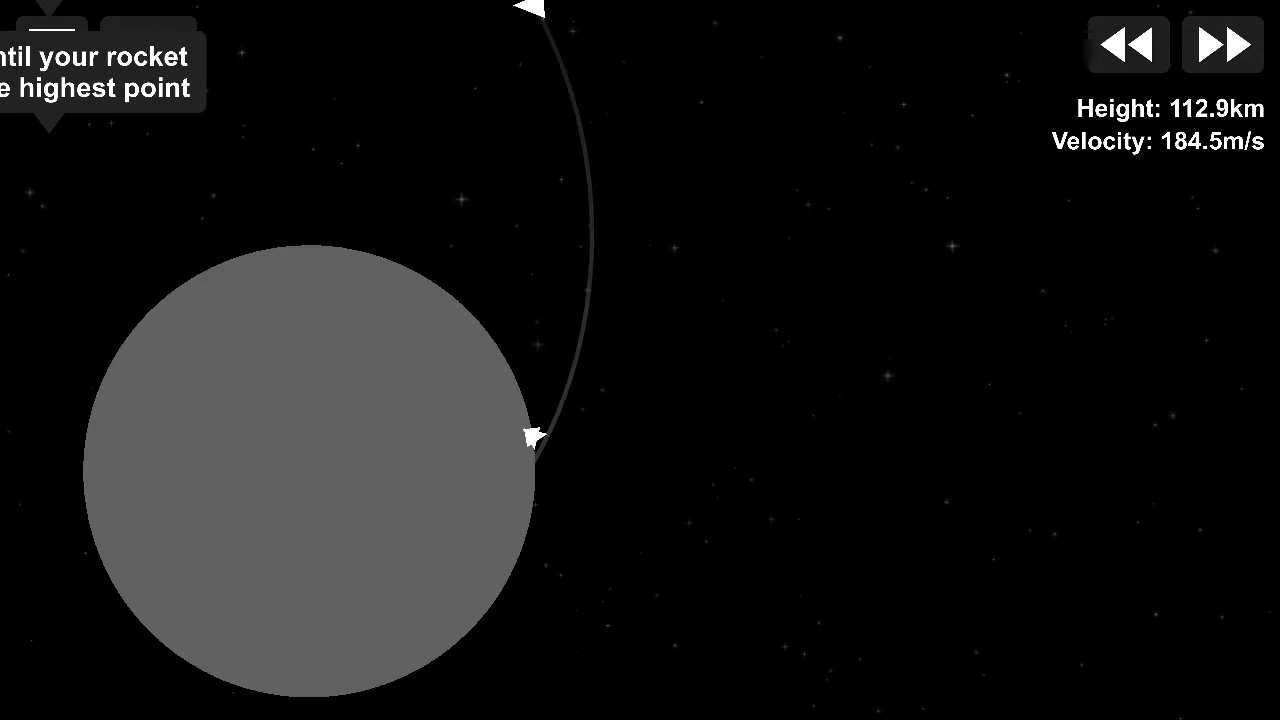 ntil your rocket
e highest point
Height: 112.9km
Velocity: 184.5m/s